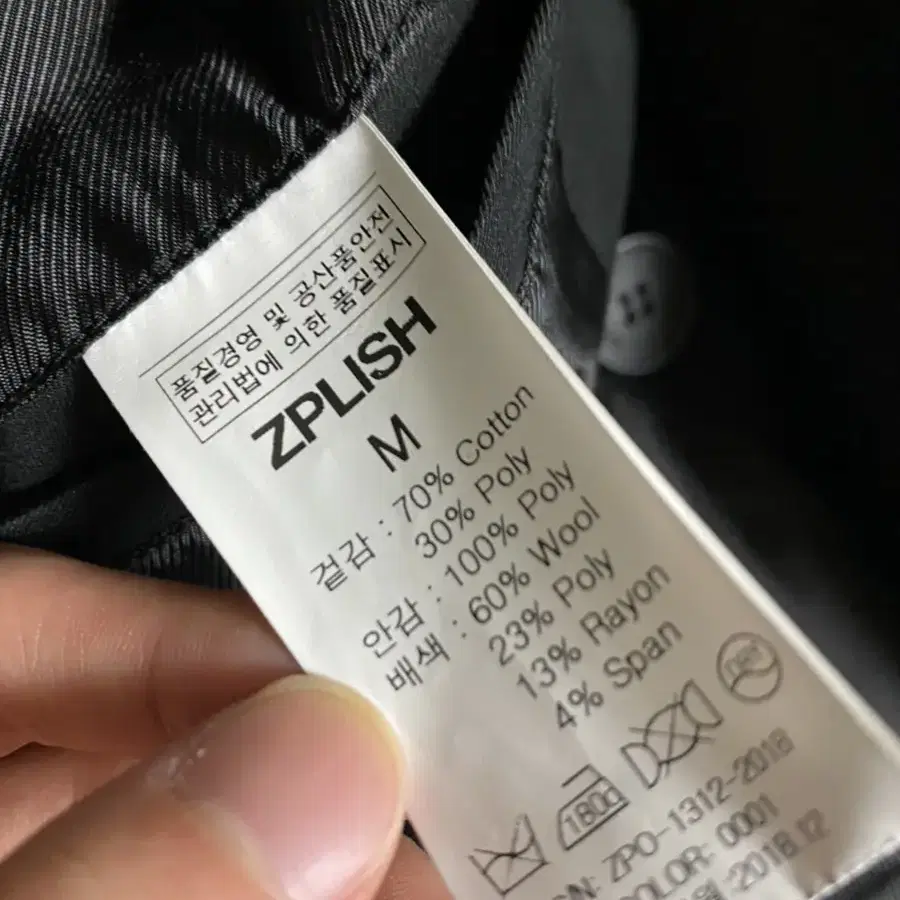 품질경영 및 공산품안전
관리법에 의한 품질표시
ZPLISH
M
겉감 : 70% Cotton
30% Poly
안감 : 100% Poly
배색 : 60% Wool
23% Poly
13% Rayon
4% Span
180c
N: ZPO-1312-2018
COLOR: 0001
월 : 2018.12